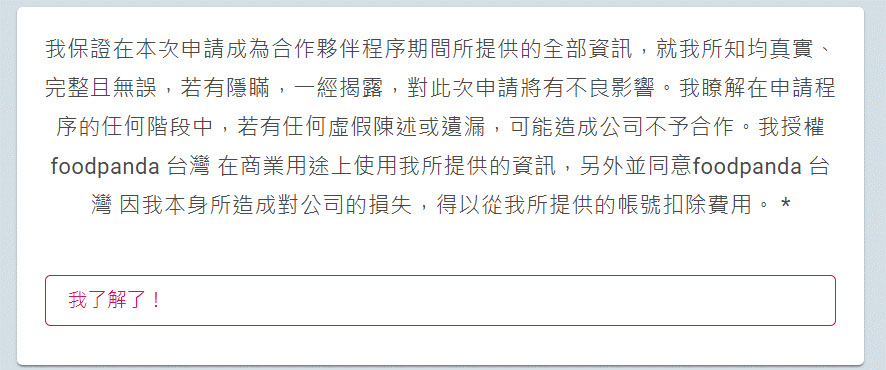 我保證在本次申請成為合作夥伴程序期間所提供的全部資訊，就我所知均真實、
完整且無誤，若有隱瞞，一經揭露，對此次申請將有不良影響。我瞭解在申請程
序的任何階段中，若有任何虛假陳述或遺漏，可能造成公司不予合作。我授權
foodpanda 台灣 在商業用途上使用我所提供的資訊，另外並同意foodpanda 台
灣 因我本身所造成對公司的損失，得以從我所提供的帳號扣除費用。 *
我了解了！